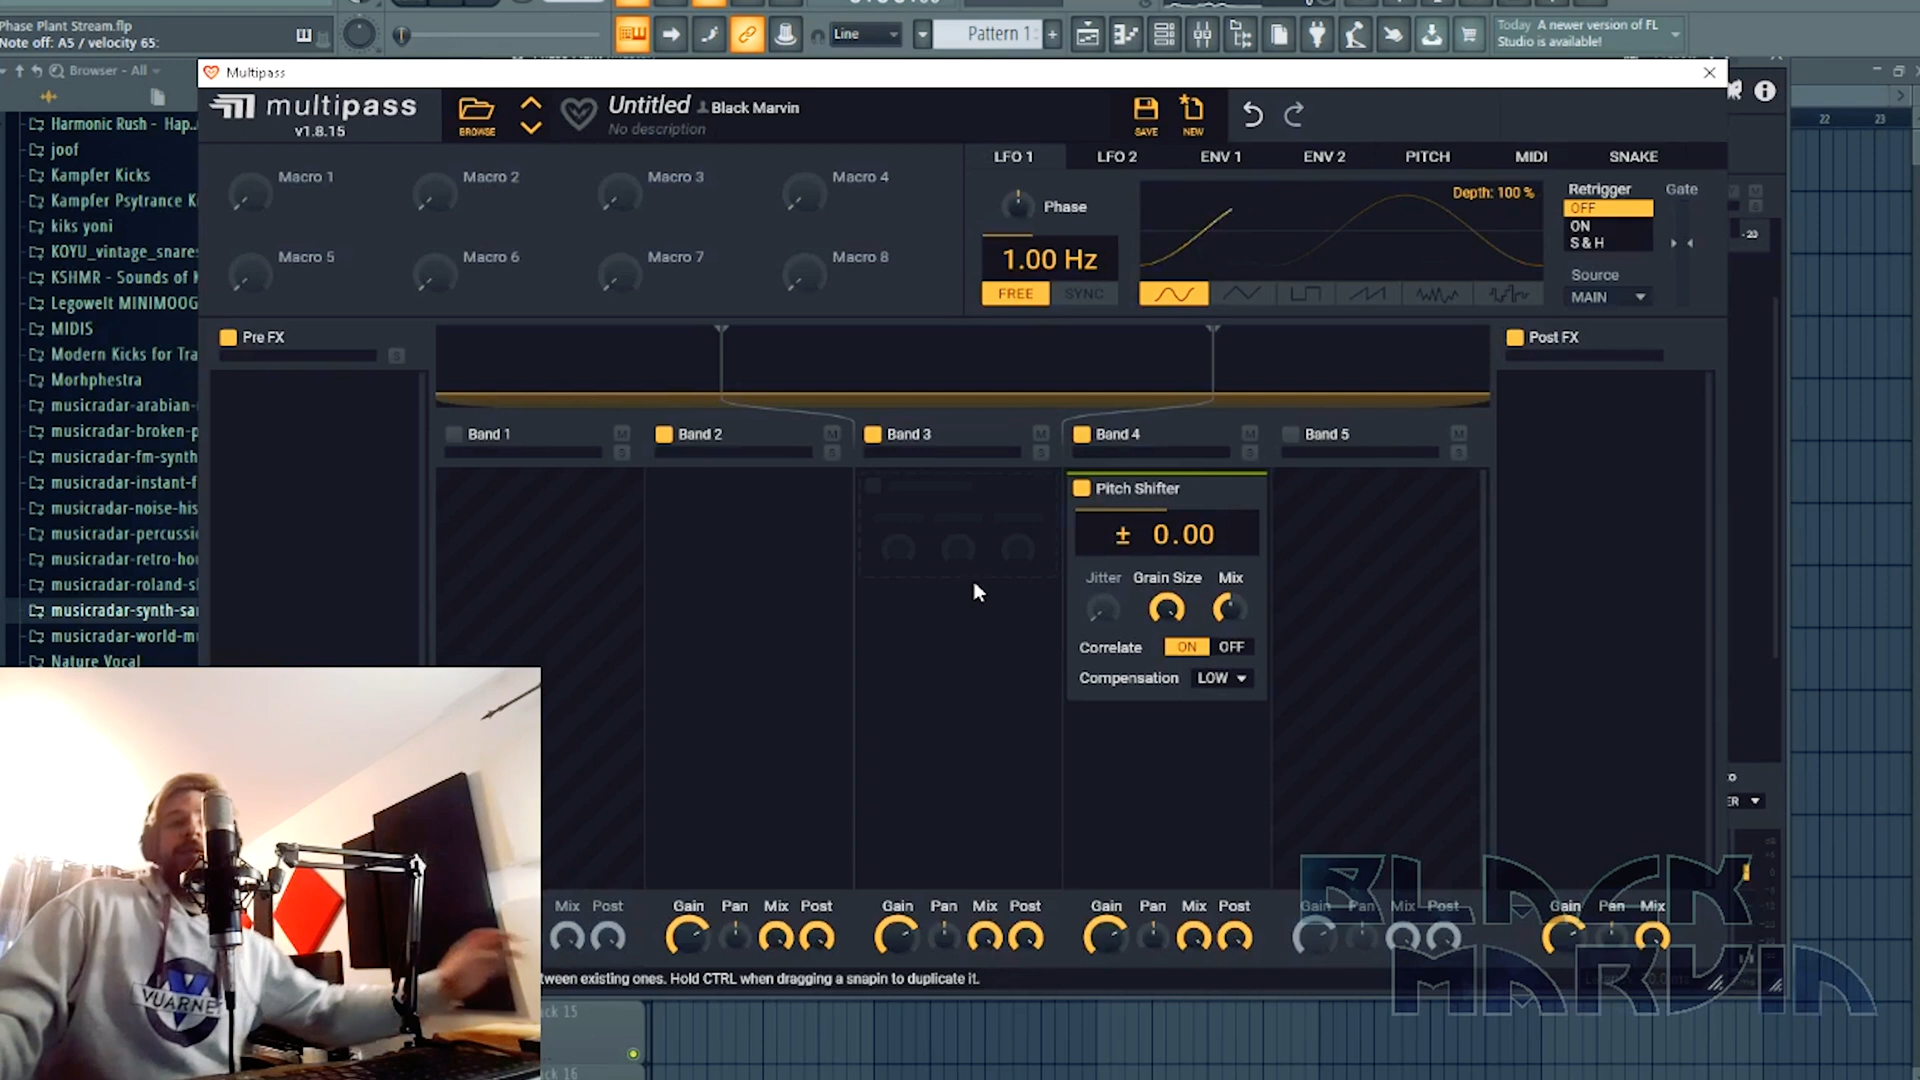 Phase Plant Stream.flp
Note off: A5 / velocity 65:
Line
Pattern 1
Today A newer version of FL
Studio is available!
Browser - All
Multipass
22
23
multipass
v1.8.15
BROWSE
Untitled
Black Marvin
No description
SAVE
NEW
Harmonic Rush - Hap..
joof
Kampfer Kicks
Kampfer Psytrance K
kiks yoni
KOYU_vintage_snare
KSHMR - Sounds of
Legowelt MINIMOOG
MIDIS
Modern Kicks for Tra
Morhphestra
musicradar-arabian-
musicradar-broken-p
musicradar-fm-synth
musicradar-instant-f
musicradar-noise-his
musicradar-percussi
musicradar-retro-ho
musicradar-roland-s
musicradar-synth-sa
musicradar-world-m
Nature Vocal
Macro 1
Macro 2
Macro 3
Macro 4
Macro 5
Macro 6
Macro 7
Macro 8
LFO 1
LFO 2
ENV 1
ENV 2
PITCH
MIDI
SNAKE
Phase
1.00 Hz
FREE
SYNC
Depth: 100 %
Retrigger
OFF
ON
S & H
Gate
Source
MAIN
Pre FX
S
Post FX
Band 1
M
S
Band 2
M
S
Band 3
M
S
Band 4
M
S
Band 5
M
S
Pitch Shifter
± 0.00
Jitter
Grain Size
Mix
Correlate
ON
OFF
Compensation
LOW
Mix Post
Gain Pan Mix Post
Gain Pan Mix Post
Gain Pan Mix Post
Gain Pan Mix Post
Gain Pan Mix
tween existing ones. Hold CTRL when dragging a snapin to duplicate it.
ck 15
ck 16
VUARNE
BLACK
MARVIN